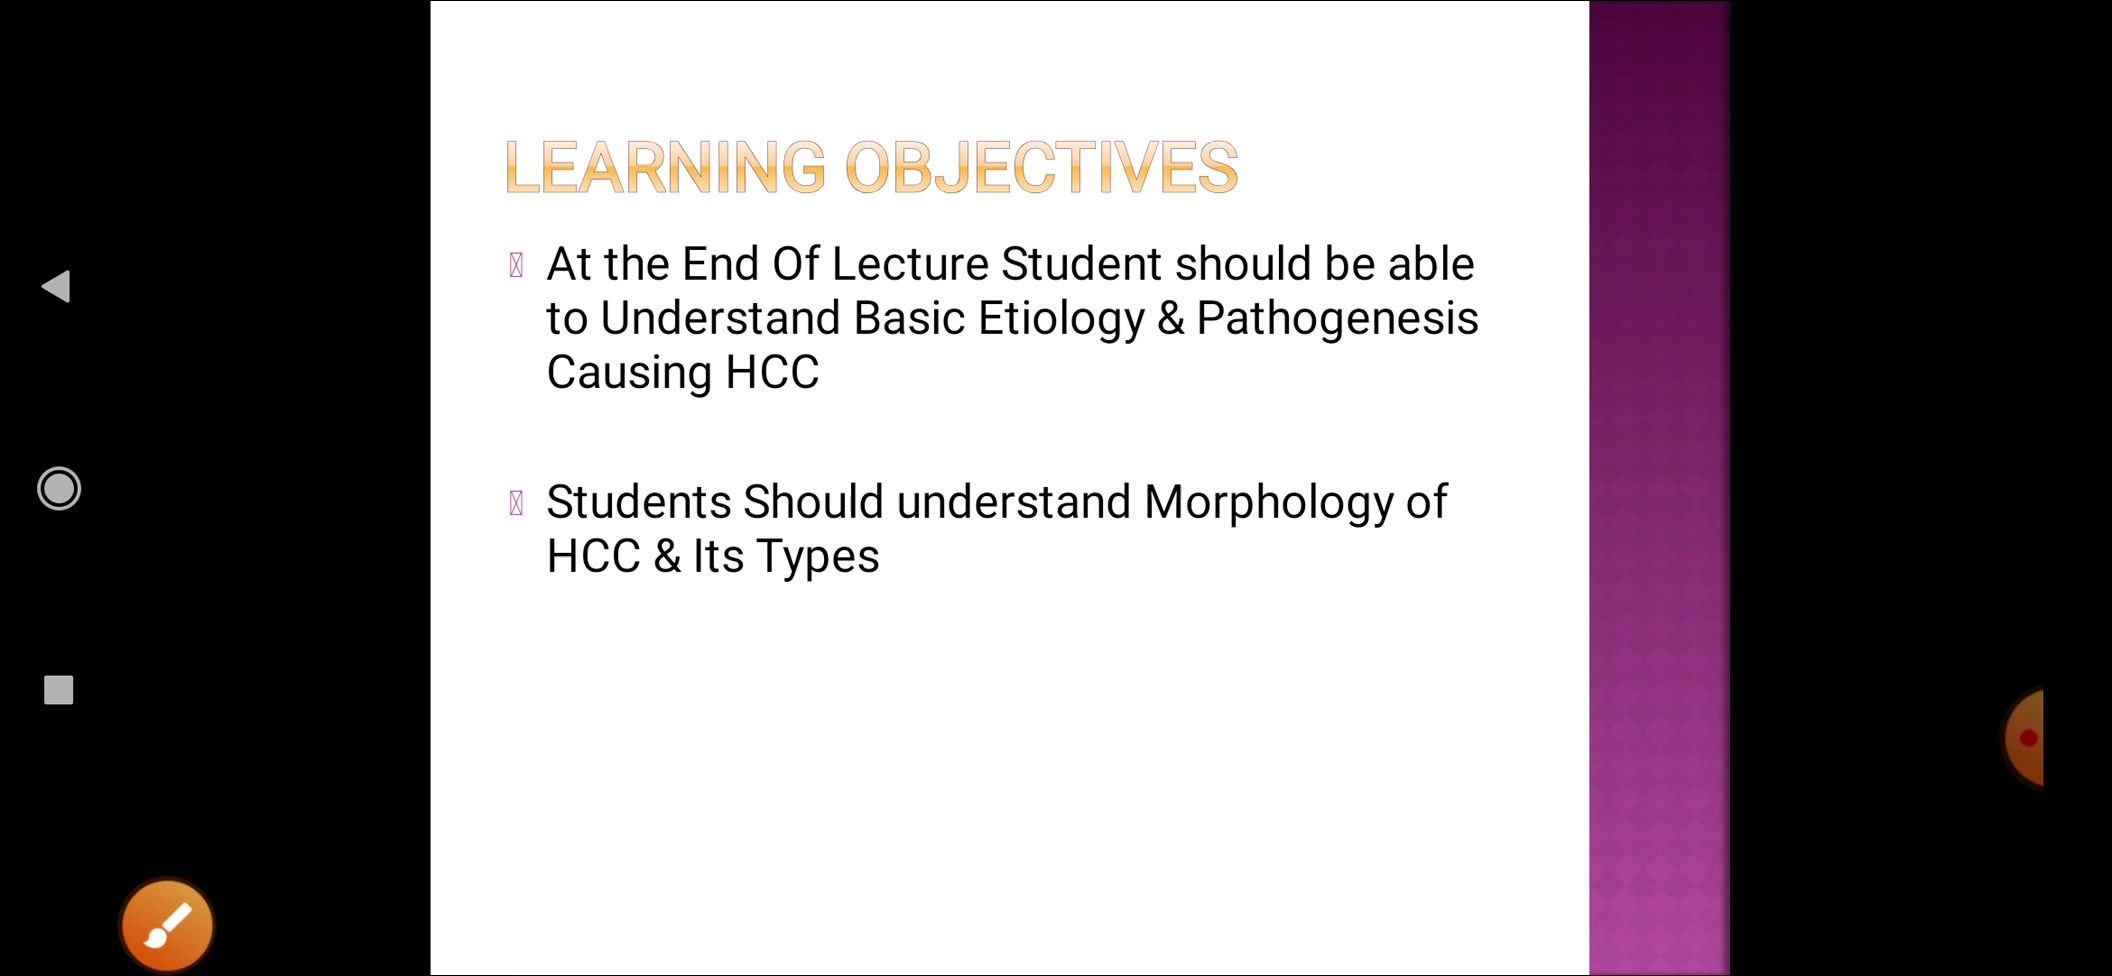 LEARNING OBJECTIVES
At the End Of Lecture Student should be able
to Understand Basic Etiology & Pathogenesis
Causing HCC
Students Should understand Morphology of
HCC & Its Types